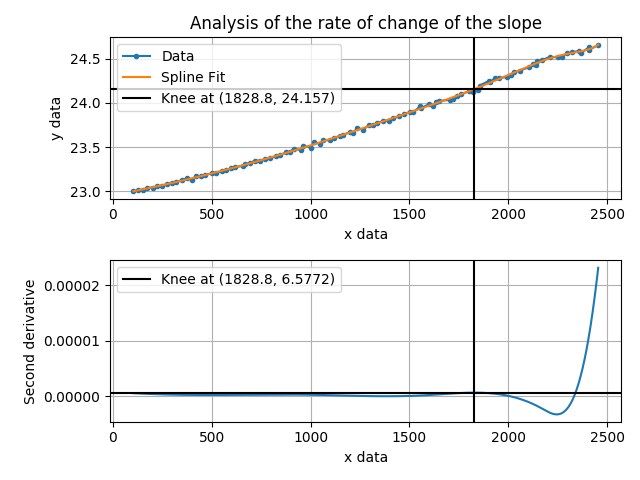 Analysis of the rate of change of the slope
Data
Spline Fit
Knee at (1828.8, 24.157)
24.5
24.0
23.5
23.0
y data
0 500 1000 1500 2000 2500
x data
Knee at (1828.8, 6.5772)
0.00002
0.00001
0.00000
Second derivative
0 500 1000 1500 2000 2500
x data